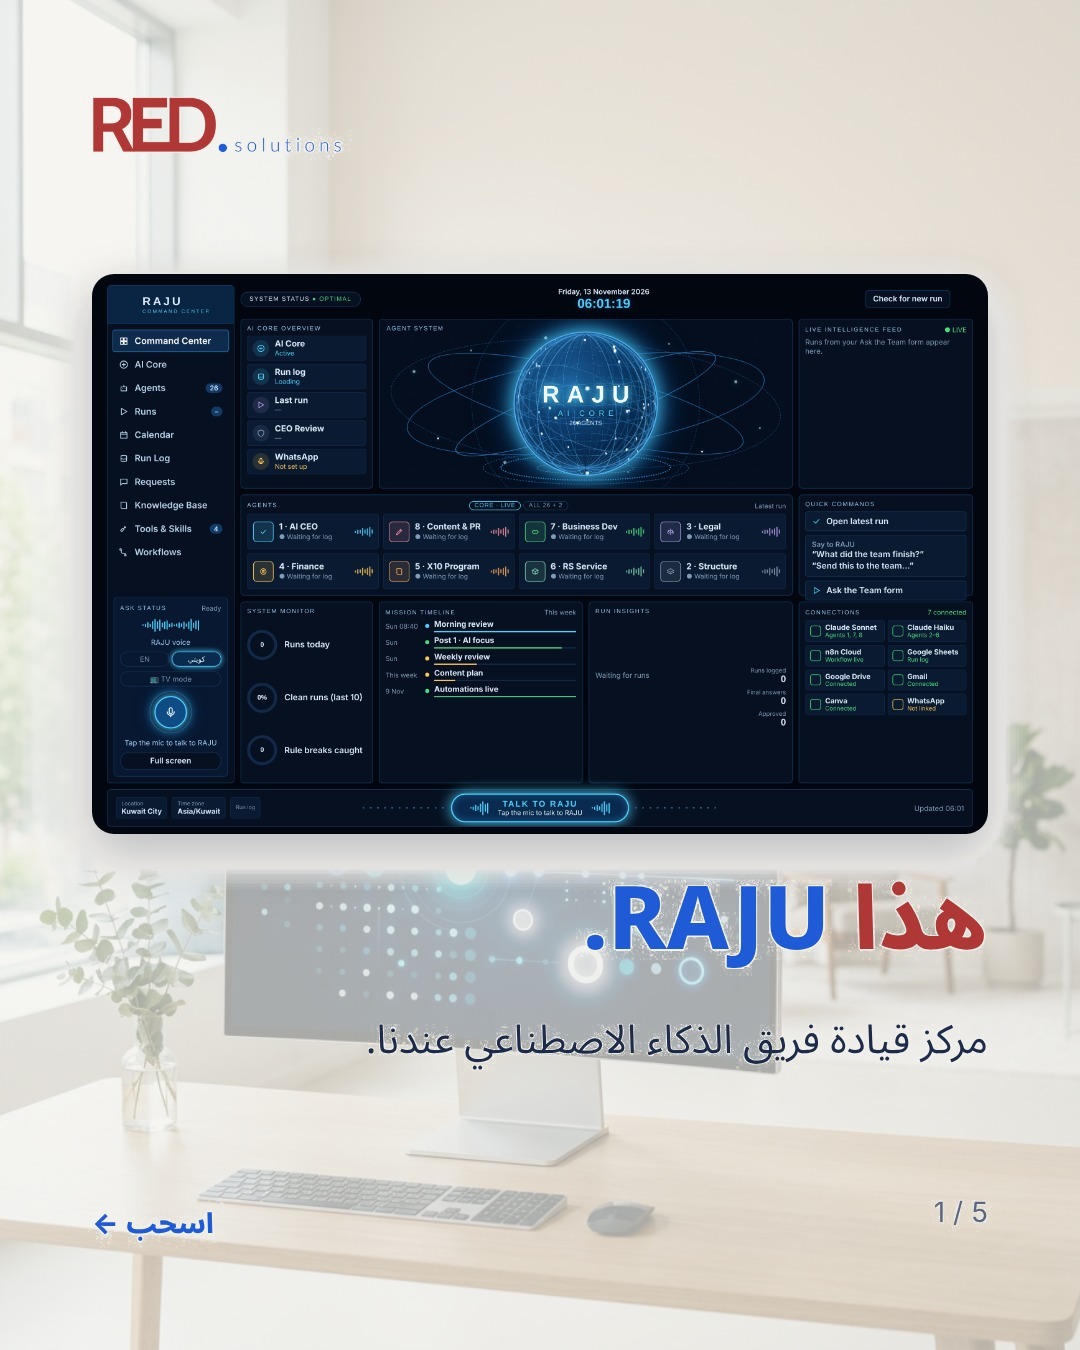 RED.solutions
RAJU
COMMAND CENTER
SYSTEM STATUS • OPTIMAL
Friday, 13 November 2026
06:01:19
Check for new run
Command Center
AI Core
Agents 26
Runs –
Calendar
Run Log
Requests
Knowledge Base
Tools & Skills 4
Workflows
ASK STATUS Ready
RAJU voice
EN كويتي
TV mode
Tap the mic to talk to RAJU
Full screen
AI CORE OVERVIEW
AI Core
Active
Run log
Loading
Last run
—
CEO Review
—
WhatsApp
Not set up
AGENT SYSTEM
RAJU
AI CORE
LIVE INTELLIGENCE FEED LIVE
Runs from your Ask the Team form appear
here.
AGENTS CORE · LIVE ALL 26 + 2 Latest run
1 · AI CEO
Waiting for log
8 · Content & PR
Waiting for log
7 · Business Dev
Waiting for log
3 · Legal
Waiting for log
4 · Finance
Waiting for log
5 · X10 Program
Waiting for log
6 · RS Service
Waiting for log
2 · Structure
Waiting for log
QUICK COMMANDS
Open latest run
Say to RAJU
“What did the team finish?”
“Send this to the team...”
Ask the Team form
SYSTEM MONITOR
0 Runs today
0% Clean runs (last 10)
0 Rule breaks caught
MISSION TIMELINE This week
Sun 08:40 Morning review
Sun Post 1 · AI focus
Sun Weekly review
This week Content plan
9 Nov Automations live
RUN INSIGHTS
Waiting for runs
Runs logged
0
Final answers
0
Approved
0
CONNECTIONS 7 connected
Claude Sonnet
Agents 1, 7, 8
Claude Haiku
Agents 2-6
n8n Cloud
Workflow live
Google Sheets
Run log
Google Drive
Connected
Gmail
Connected
Canva
Connected
WhatsApp
Not linked
Location
Kuwait City
Time zone
Asia/Kuwait
Run log
TALK TO RAJU
Tap the mic to talk to RAJU
Updated 06:01
هذا RAJU.
مركز قيادة فريق الذكاء الاصطناعي عندنا.
اسحب ←
1 / 5